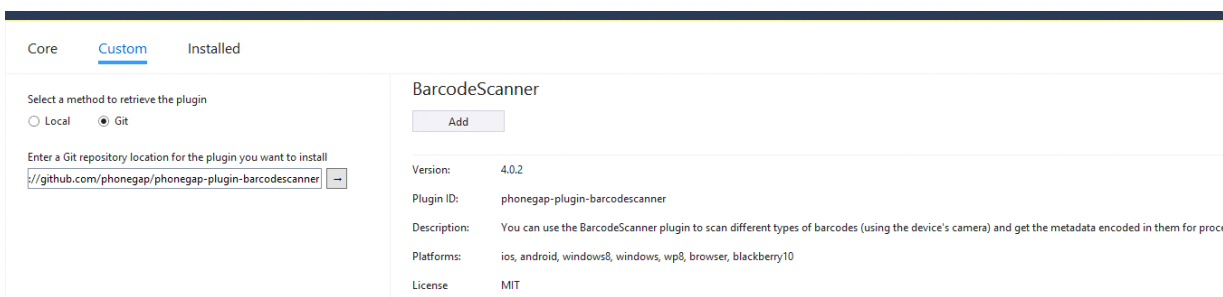 Core Custom Installed
Select a method to retrieve the plugin
Local Git
Enter a Git repository location for the plugin you want to install
://github.com/phonegap/phonegap-plugin-barcodescanner →
BarcodeScanner
Add
Version: 4.0.2
Plugin ID: phonegap-plugin-barcodescanner
Description: You can use the BarcodeScanner plugin to scan different types of barcodes (using the device's camera) and get the metadata encoded in them for proce
Platforms: ios, android, windows8, windows, wp8, browser, blackberry10
License MIT